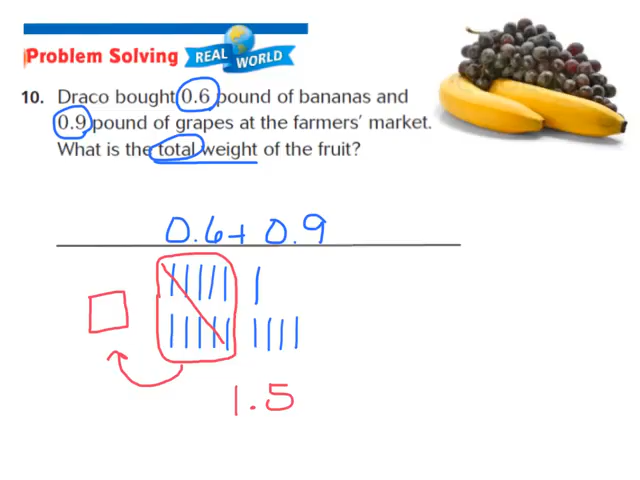 Problem Solving REAL WORLD
10. Draco bought 0.6 pound of bananas and
0.9 pound of grapes at the farmers' market.
What is the total weight of the fruit?
0.6+ 0.9
1.5